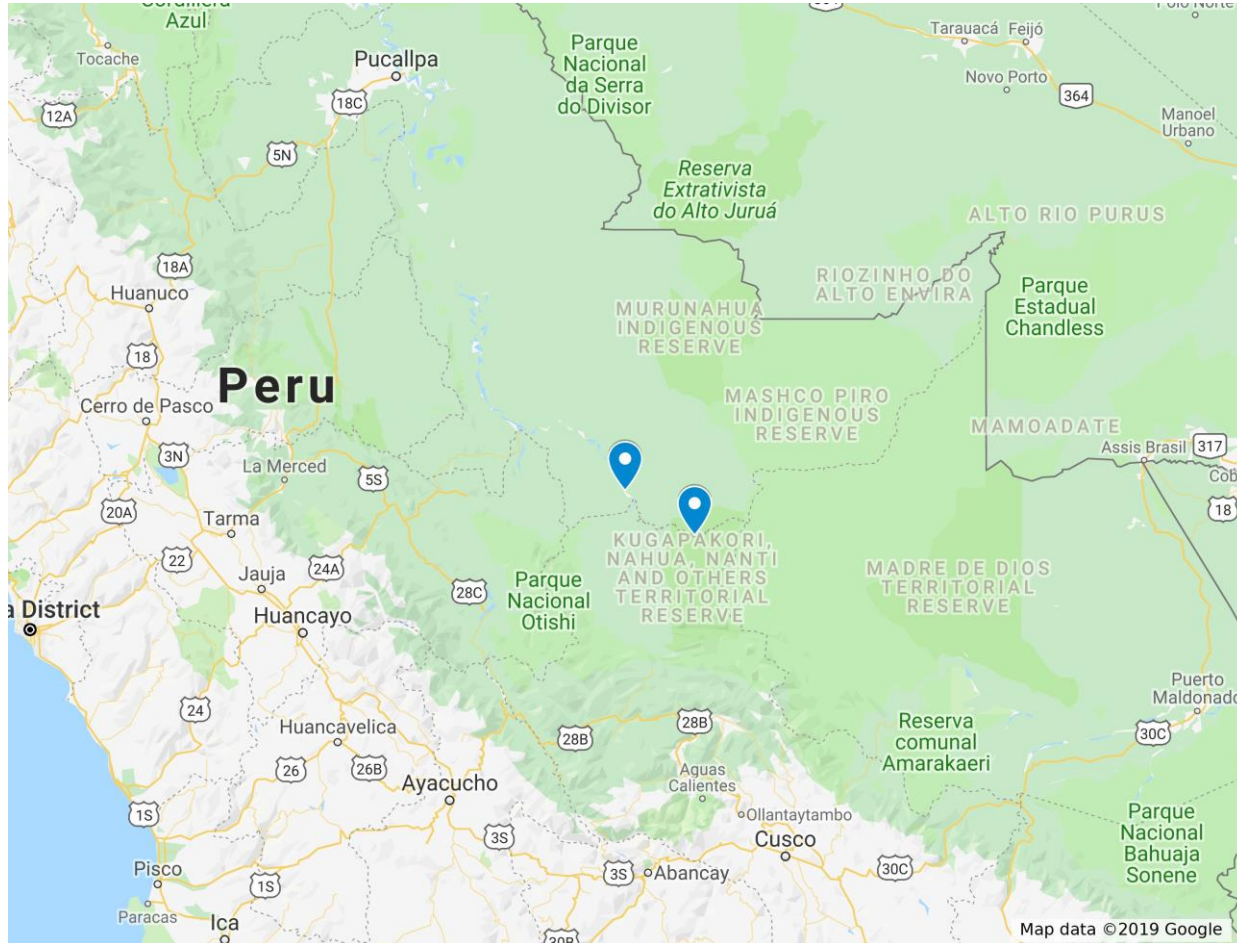 Azul
Tocache
12A
Pucallpa
18C
5N
Parque
Nacional
da Serra
do Divisor
Tarauacá
Feijó
Novo Porto
364
Manoel
Urbano
Reserva
Extrativista
do Alto Juruá
ALTO RIO PURUS
18A
Huanuco
RIOZINHO DO
ALTO ENVIRA
MURUNAHUA
INDIGENOUS
RESERVE
Parque
Estadual
Chandless
18
Peru
Cerro de Pasco
MASHCO PIRO
INDIGENOUS
RESERVE
MAMOADATE
Assis Brasil
317
3N
La Merced
5S
Cob
20A
Tarma
18
22
24A
KUGAPAKORI,
NAHUA, NANTI
AND OTHERS
TERRITORIAL
RESERVE
MADRE DE DIOS
TERRITORIAL
RESERVE
Jauja
28C
Parque
Nacional
Otishi
a District
Huancayo
24
Puerto
Maldonado
Huancavelica
28B
28B
Reserva
comunal
Amarakaeri
30C
26
26B
Ayacucho
Aguas
Calientes
1S
Ollantaytambo
3S
Cusco
Parque
Nacional
Bahuaja
Sonene
Pisco
1S
3S
Abancay
30C
Paracas
Ica
30B
Map data ©2019 Google